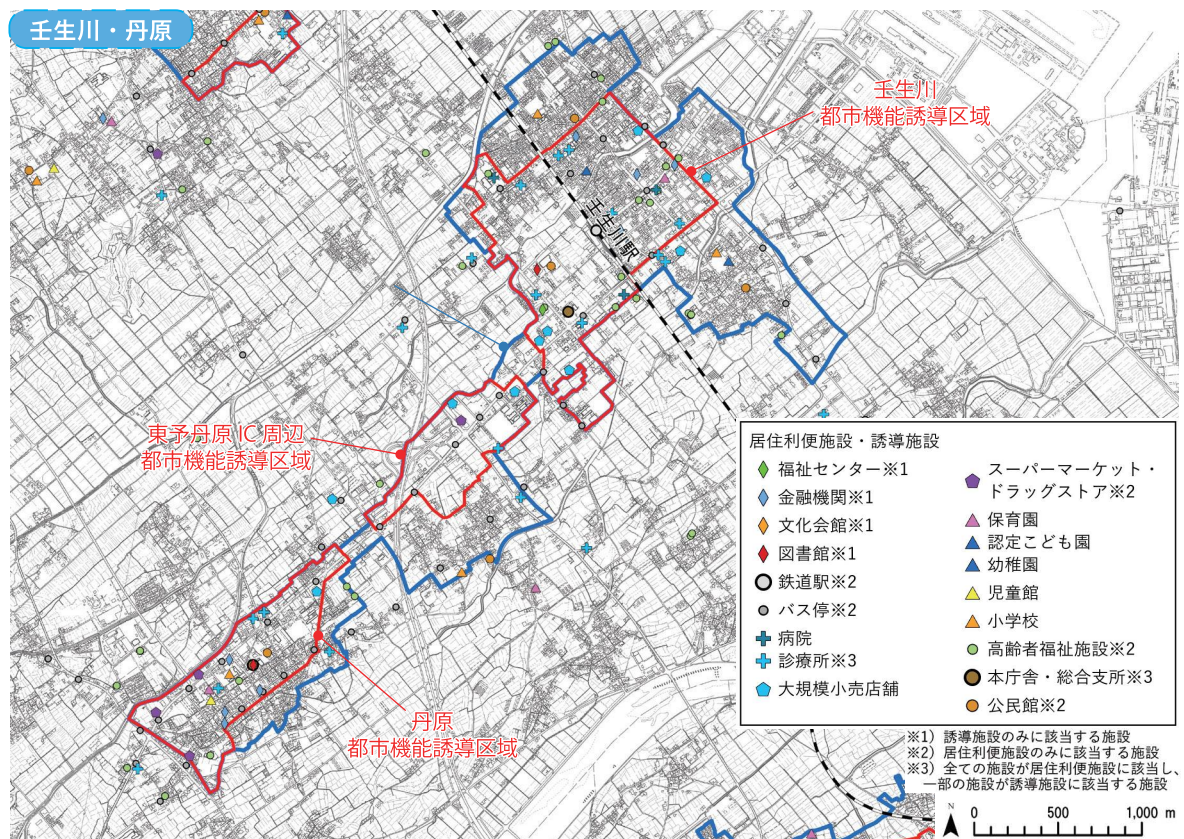 壬生川・丹原
壬生川
都市機能誘導区域
壬生川駅
東予丹原 IC 周辺
都市機能誘導区域
丹原
都市機能誘導区域
居住利便施設・誘導施設
福祉センター※1
金融機関※1
文化会館※1
図書館※1
鉄道駅※2
バス停※2
病院
診療所※3
大規模小売店舗
スーパーマーケット・
ドラッグストア※2
保育園
認定こども園
幼稚園
児童館
小学校
高齢者福祉施設※2
本庁舎・総合支所※3
公民館※2
※1）誘導施設のみに該当する施設
※2）居住利便施設のみに該当する施設
※3）全ての施設が居住利便施設に該当し、
一部の施設が誘導施設に該当する施設
N
0 500 1,000 m